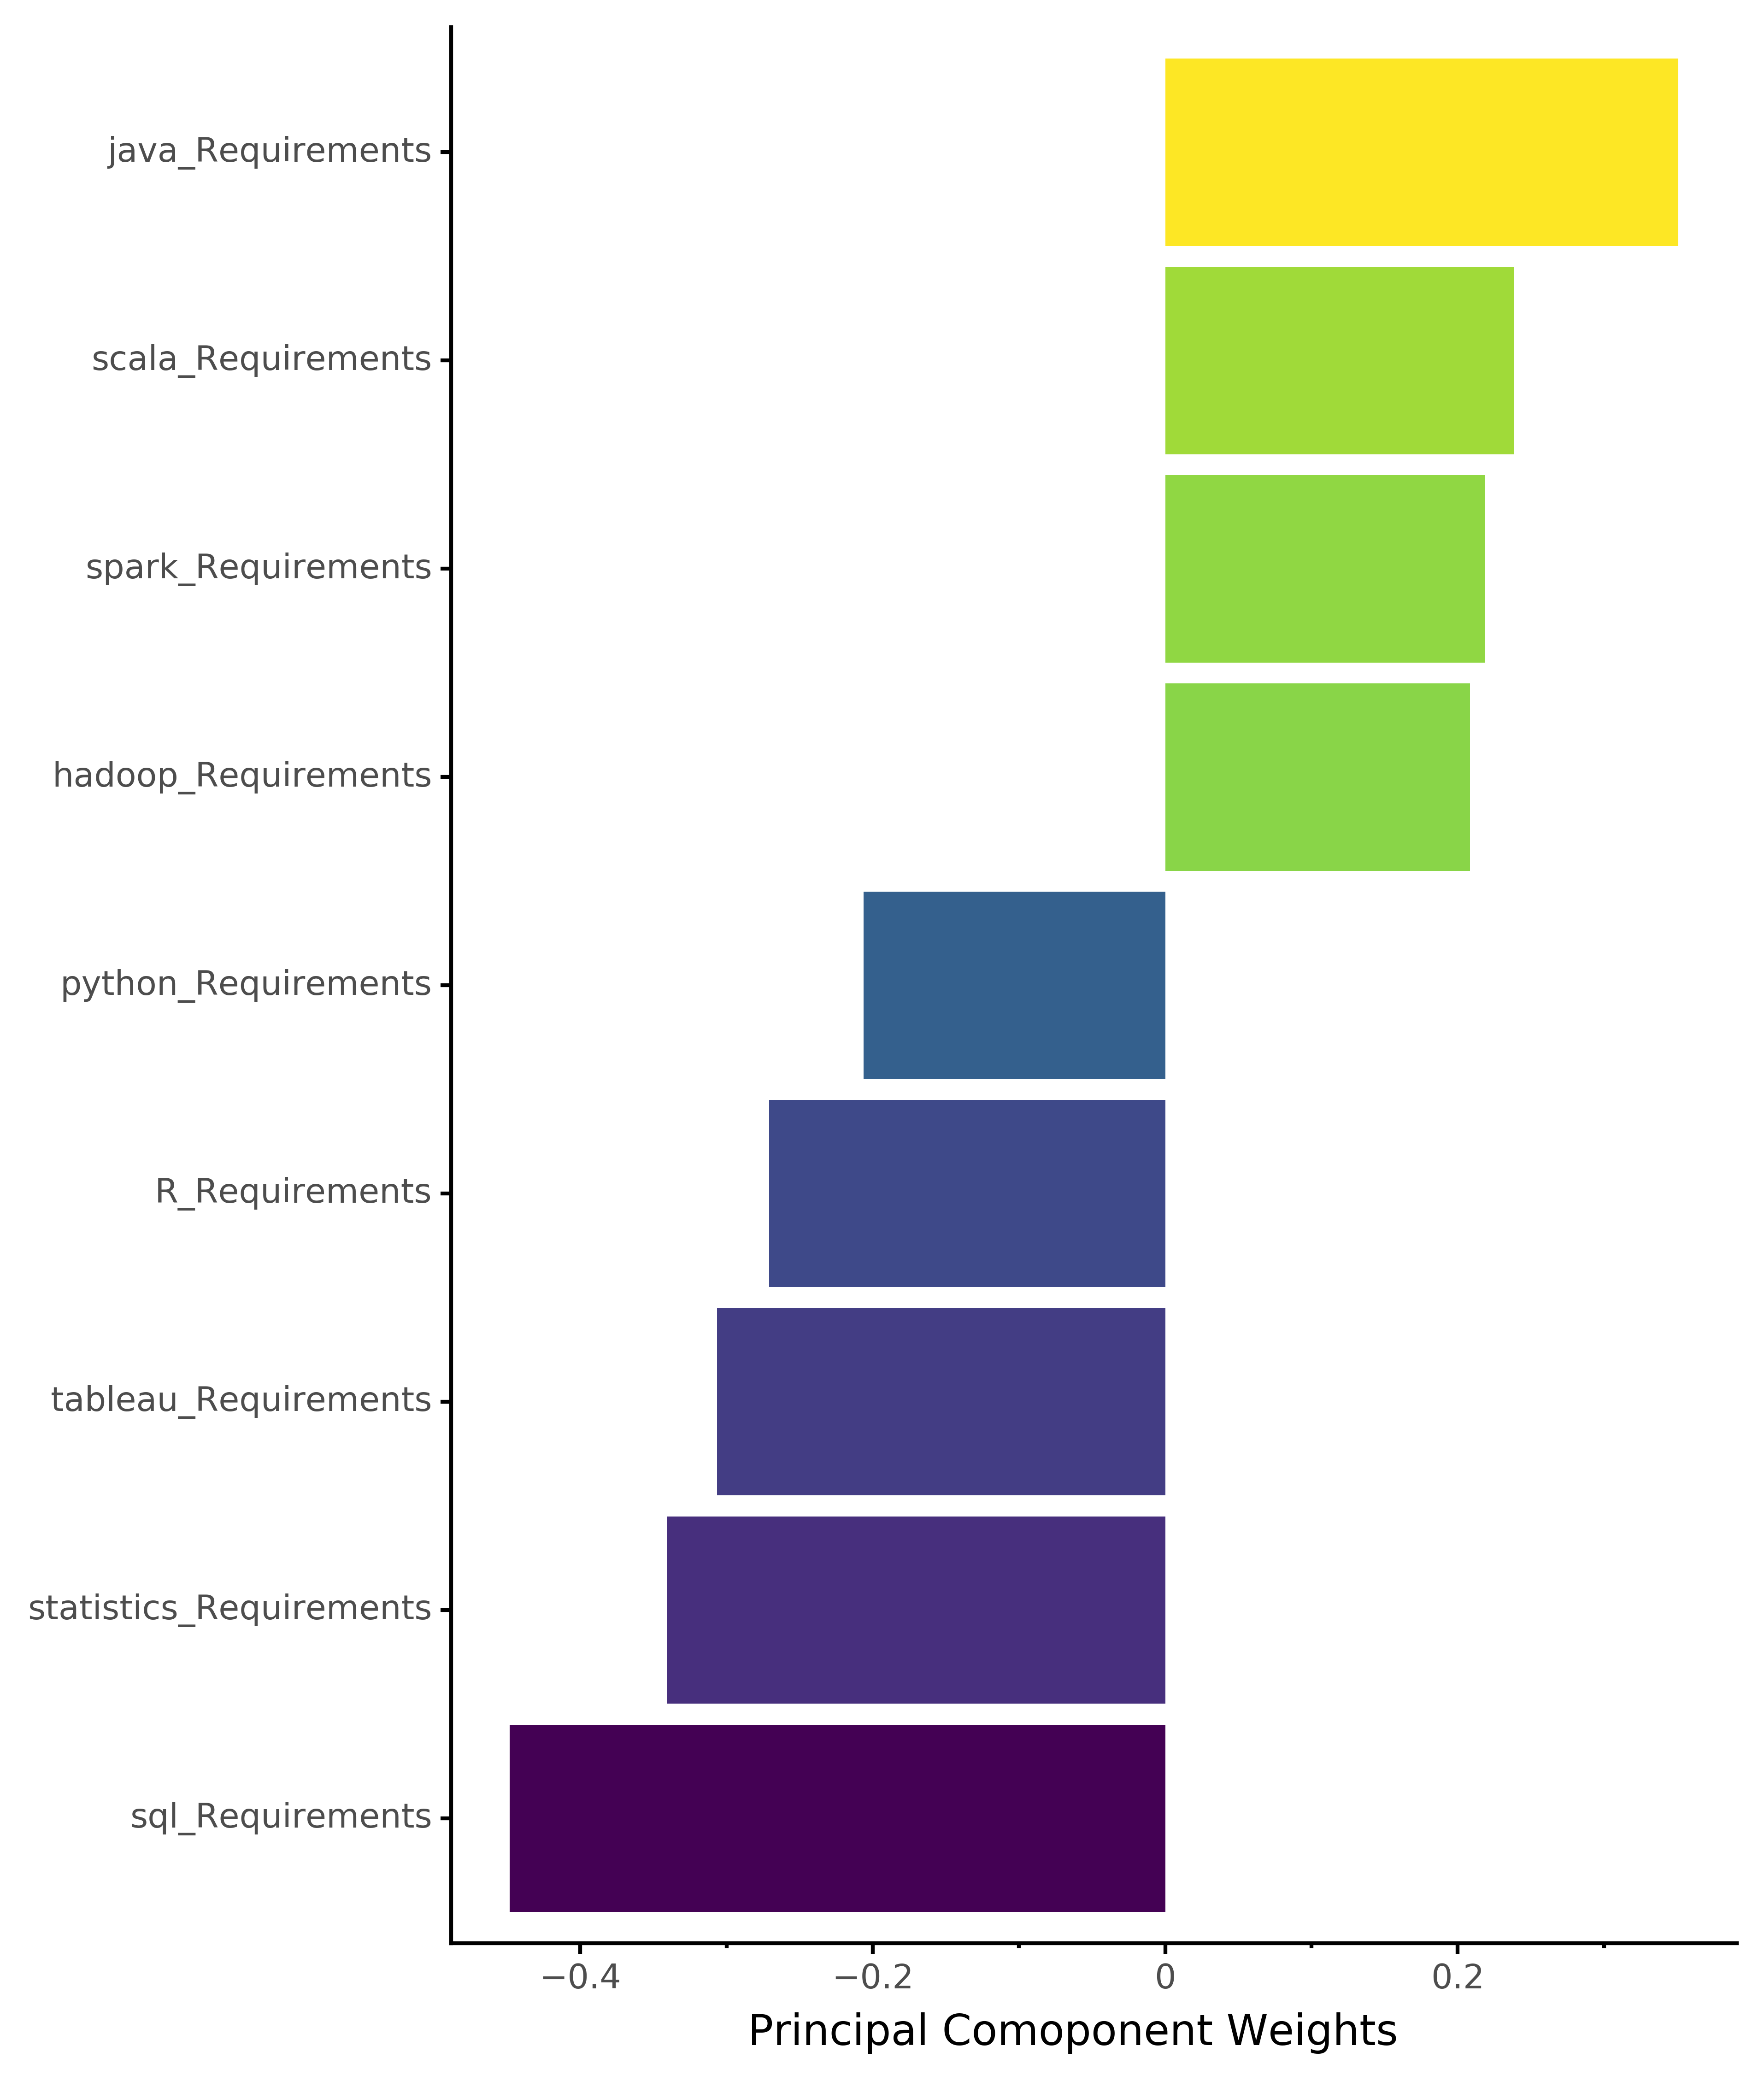 java_Requirements
scala_Requirements
spark_Requirements
hadoop_Requirements
python_Requirements
R_Requirements
tableau_Requirements
statistics_Requirements
sql_Requirements
−0.4 −0.2 0 0.2
Principal Comoponent Weights